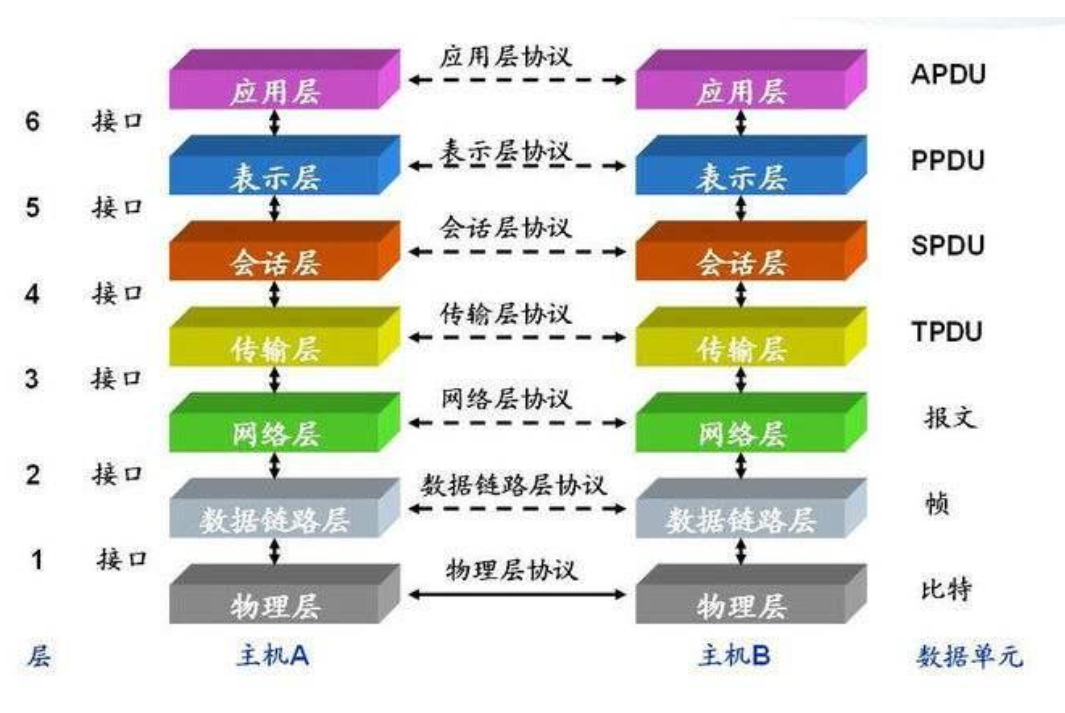 应用层协议
应用层 应用层 APDU
6 接口
表示层协议
表示层 表示层 PPDU
5 接口
会话层协议
会话层 会话层 SPDU
4 接口
传输层协议
传输层 传输层 TPDU
3 接口
网络层协议
网络层 网络层 报文
2 接口
数据链路层协议
数据链路层 数据链路层 帧
1 接口
物理层协议
物理层 物理层 比特
层 主机A 主机B 数据单元